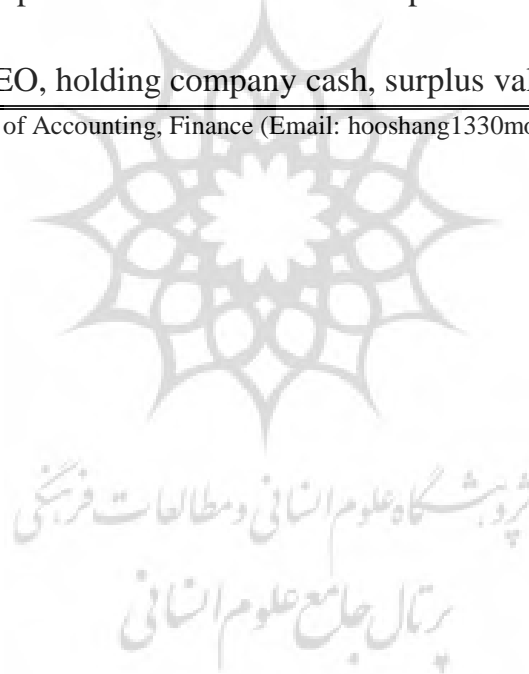 EO, holding company cash, surplus val
of Accounting, Finance (Email: hooshang1330mo
پژوهشگاه علوم انسانی و مطالعات فرهنگی
پرتال جامع علوم انسانی